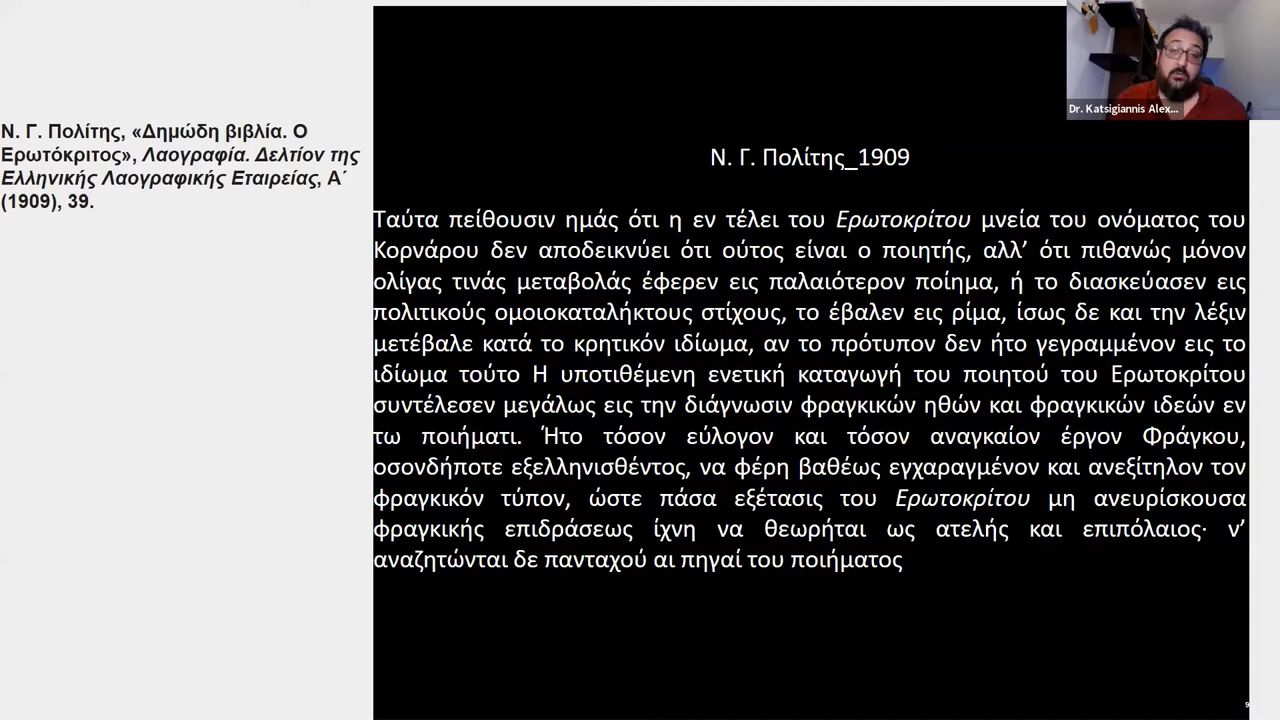 Ν. Γ. Πολίτης, «Δημώδη βιβλία. Ο
Ερωτόκριτος», Λαογραφία. Δελτίον της
Ελληνικής Λαογραφικής Εταιρείας, Α΄
(1909), 39.
Dr. Katsigiannis Alex...
Ν. Γ. Πολίτης_1909
Ταύτα πείθουσιν ημάς ότι η εν τέλει του Ερωτοκρίτου μνεία του ονόματος του
Κορνάρου δεν αποδεικνύει ότι ούτος είναι ο ποιητής, αλλ’ ότι πιθανώς μόνον
ολίγας τινάς μεταβολάς έφερεν εις παλαιότερον ποίημα, ή το διασκεύασεν εις
πολιτικούς ομοιοκαταλήκτους στίχους, το έβαλεν εις ρίμα, ίσως δε και την λέξιν
μετέβαλε κατά το κρητικόν ιδίωμα, αν το πρότυπον δεν ήτο γεγραμμένον εις το
ιδίωμα τούτο Η υποτιθέμενη ενετική καταγωγή του ποιητού του Ερωτοκρίτου
συντέλεσεν μεγάλως εις την διάγνωσιν φραγκικών ηθών και φραγκικών ιδεών εν
τω ποιήματι. Ήτο τόσον εύλογον και τόσον αναγκαίον έργον Φράγκου,
οσονδήποτε εξελληνισθέντος, να φέρη βαθέως εγχαραγμένον και ανεξίτηλον τον
φραγκικόν τύπον, ώστε πάσα εξέτασις του Ερωτοκρίτου μη ανευρίσκουσα
φραγκικής επιδράσεως ίχνη να θεωρήται ως ατελής και επιπόλαιος· ν’
αναζητώνται δε πανταχού αι πηγαί του ποιήματος
9